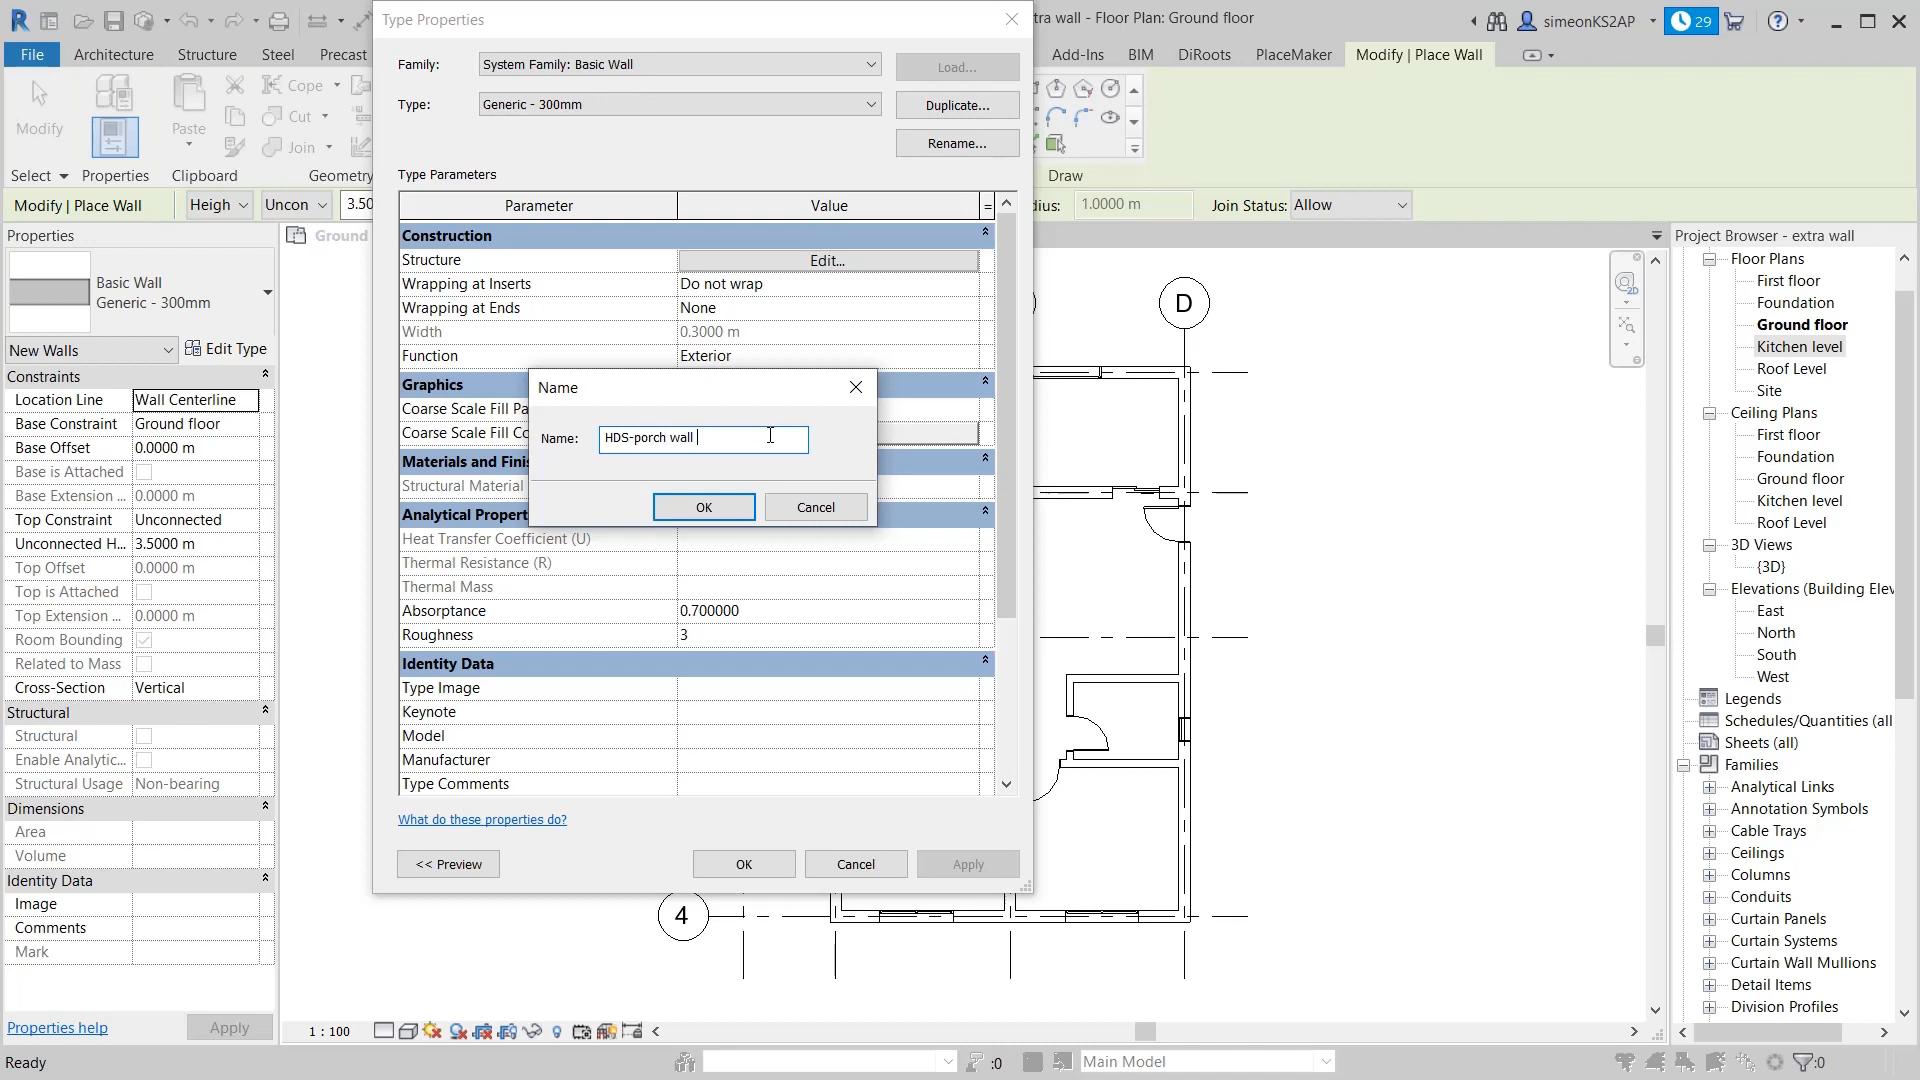 Type Properties
extra wall - Floor Plan: Ground floor
simeonKS2AP
29
File
Architecture
Structure
Steel
Precast
Add-Ins
BIM
DiRoots
PlaceMaker
Modify | Place Wall
Family:
System Family: Basic Wall
Load...
Type:
Generic - 300mm
Duplicate...
Rename...
Modify
Paste
Cope
Cut
Join
Select
Properties
Clipboard
Geometry
Draw
Type Parameters
Modify | Place Wall
Heigh
Uncon
3.50
dius:
1.0000 m
Join Status:
Allow
Parameter
Value
=
Properties
Ground
Project Browser - extra wall
Basic Wall
Generic - 300mm
New Walls
Edit Type
Constraints
Location Line
Wall Centerline
Base Constraint
Ground floor
Base Offset
0.0000 m
Base is Attached
Base Extension ...
0.0000 m
Top Constraint
Unconnected
Unconnected H...
3.5000 m
Top Offset
0.0000 m
Top is Attached
Top Extension ...
0.0000 m
Room Bounding
Related to Mass
Cross-Section
Vertical
Structural
Structural
Enable Analytic...
Structural Usage
Non-bearing
Dimensions
Area
Volume
Identity Data
Image
Comments
Mark
Properties help
Apply
Construction
Structure
Edit...
Wrapping at Inserts
Do not wrap
Wrapping at Ends
None
Width
0.3000 m
Function
Exterior
Graphics
Coarse Scale Fill Pa
Coarse Scale Fill Co
Materials and Finis
Structural Material
Analytical Propert
Heat Transfer Coefficient (U)
Thermal Resistance (R)
Thermal Mass
Absorptance
0.700000
Roughness
3
Identity Data
Type Image
Keynote
Model
Manufacturer
Type Comments
What do these properties do?
<< Preview
OK
Cancel
Apply
Name
Name:
HDS-porch wall
OK
Cancel
D
4
Floor Plans
First floor
Foundation
Ground floor
Kitchen level
Roof Level
Site
Ceiling Plans
First floor
Foundation
Ground floor
Kitchen level
Roof Level
3D Views
{3D}
Elevations (Building Elev
East
North
South
West
Legends
Schedules/Quantities (all
Sheets (all)
Families
Analytical Links
Annotation Symbols
Cable Trays
Ceilings
Columns
Conduits
Curtain Panels
Curtain Systems
Curtain Wall Mullions
Detail Items
Division Profiles
1 : 100
Ready
:0
Main Model
:0